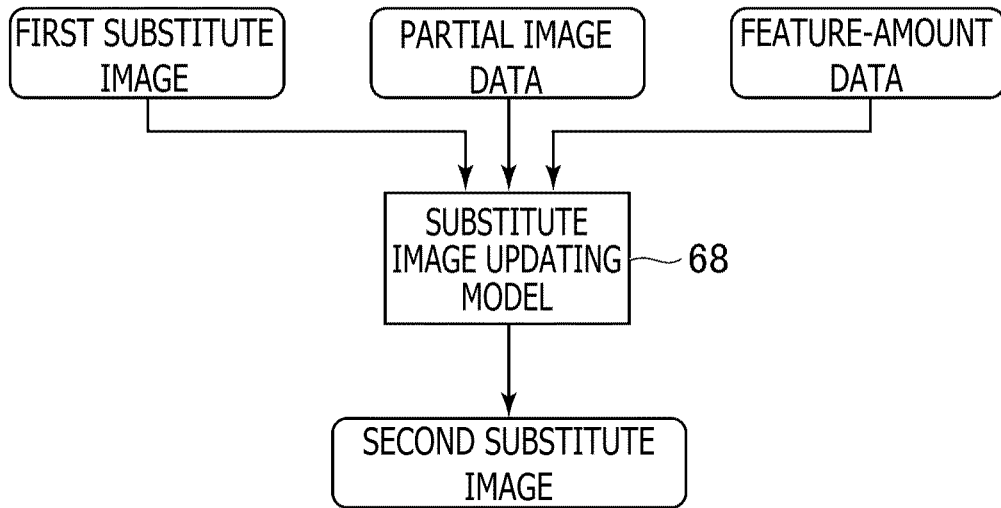 FIRST SUBSTITUTE
IMAGE
PARTIAL IMAGE
DATA
FEATURE-AMOUNT
DATA
SUBSTITUTE
IMAGE UPDATING
MODEL
68
SECOND SUBSTITUTE
IMAGE